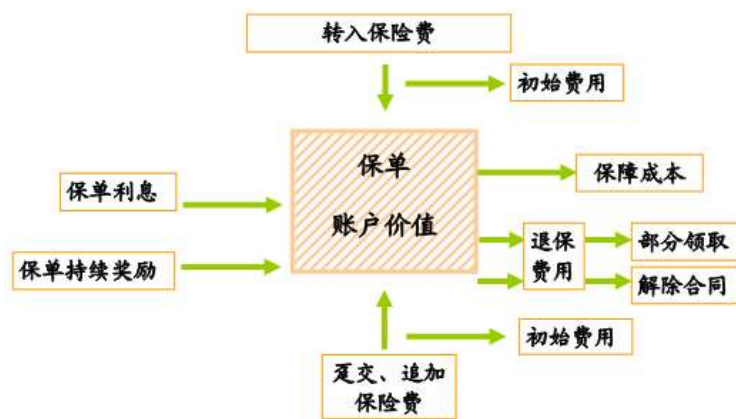 转入保险费
初始费用
保单
账户价值
保障成本
保单利息
保单持续奖励
退保
费用
部分领取
解除合同
初始费用
趸交、追加
保险费